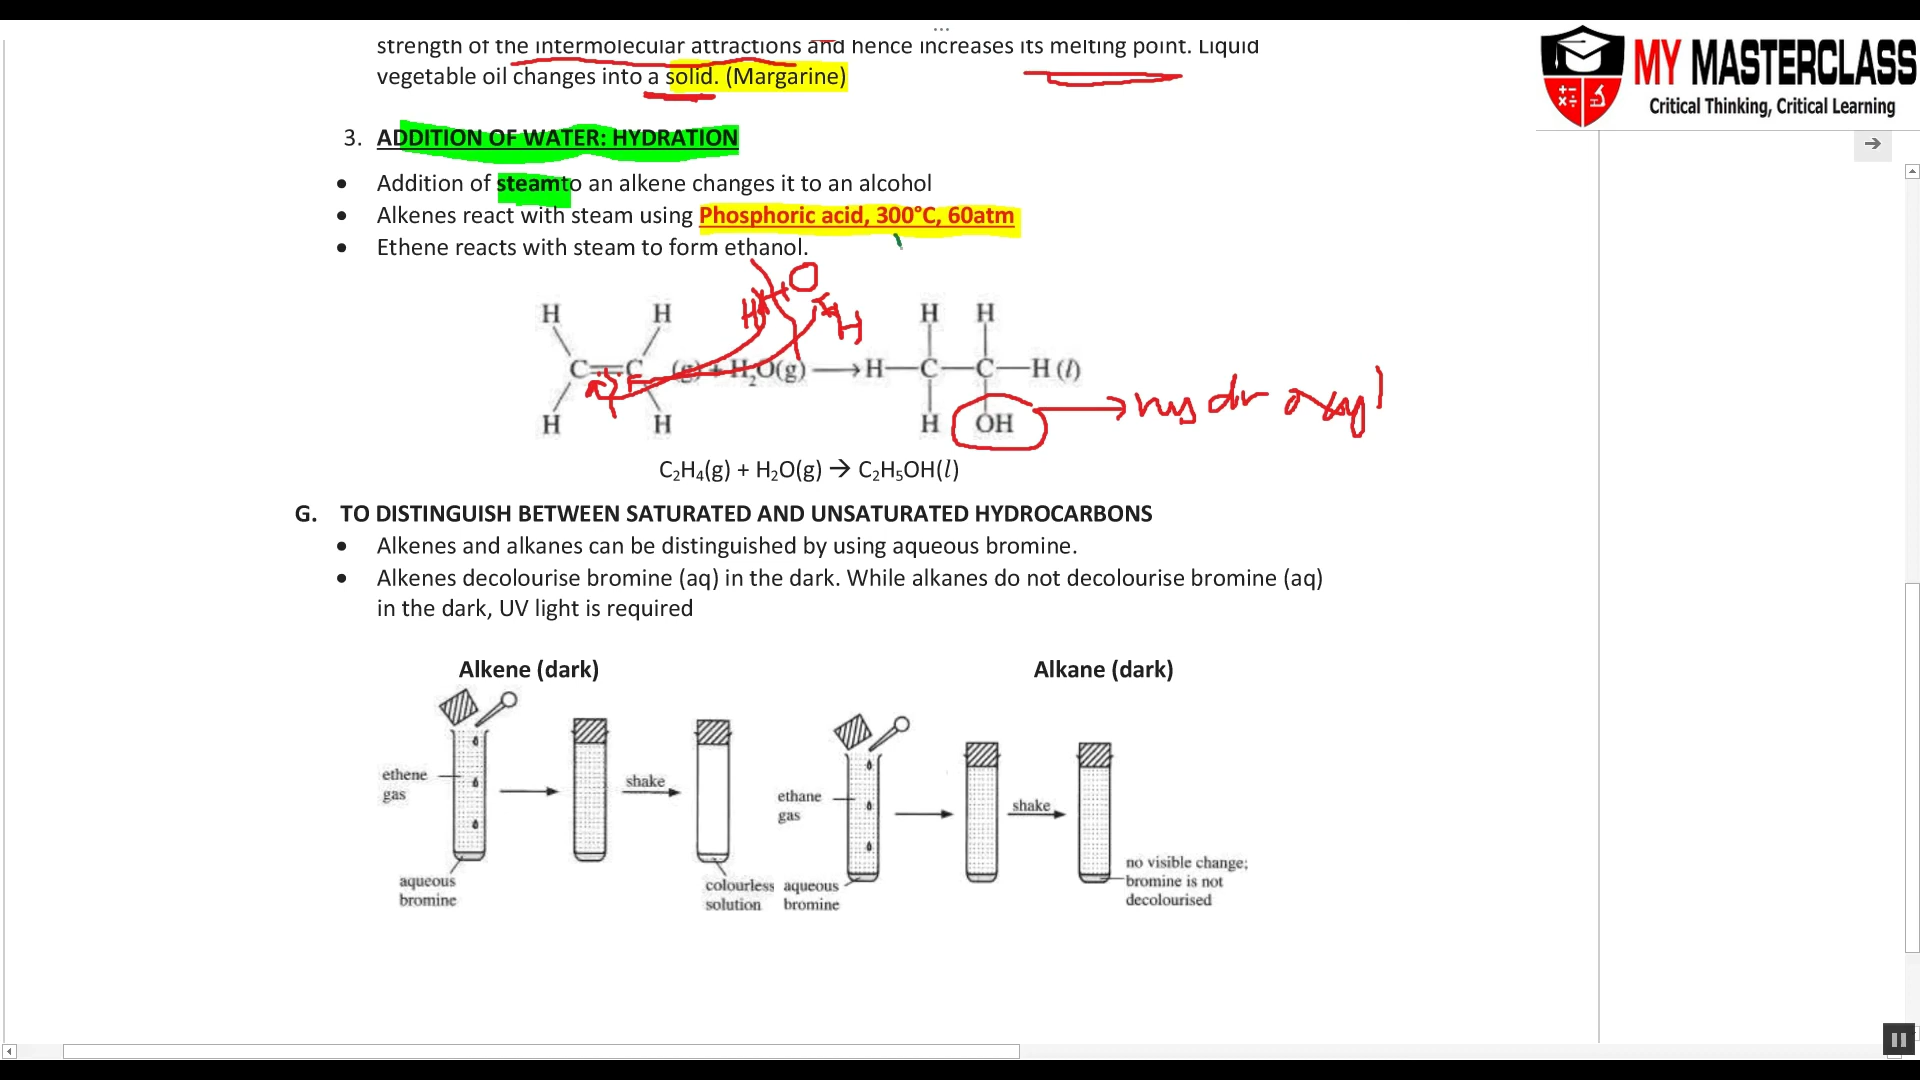 strength of the intermolecular attractions and hence increases its melting point. Liquid
vegetable oil changes into a solid. (Margarine)
MY MASTERCLASS
Critical Thinking, Critical Learning
3. ADDITION OF WATER: HYDRATION
• Addition of steamto an alkene changes it to an alcohol
• Alkenes react with steam using Phosphoric acid, 300°C, 60atm
• Ethene reacts with steam to form ethanol.
O
H H
H H H H
C=C (g) + H₂O(g) → H—C—C—H (l)
H H H OH
hydroxyl
C₂H₄(g) + H₂O(g) → C₂H₅OH(l)
G. TO DISTINGUISH BETWEEN SATURATED AND UNSATURATED HYDROCARBONS
• Alkenes and alkanes can be distinguished by using aqueous bromine.
• Alkenes decolourise bromine (aq) in the dark. While alkanes do not decolourise bromine (aq)
in the dark, UV light is required
Alkene (dark) Alkane (dark)
ethene
gas
shake
aqueous
bromine
colourless
solution
ethane
gas
shake
aqueous
bromine
no visible change;
bromine is not
decolourised